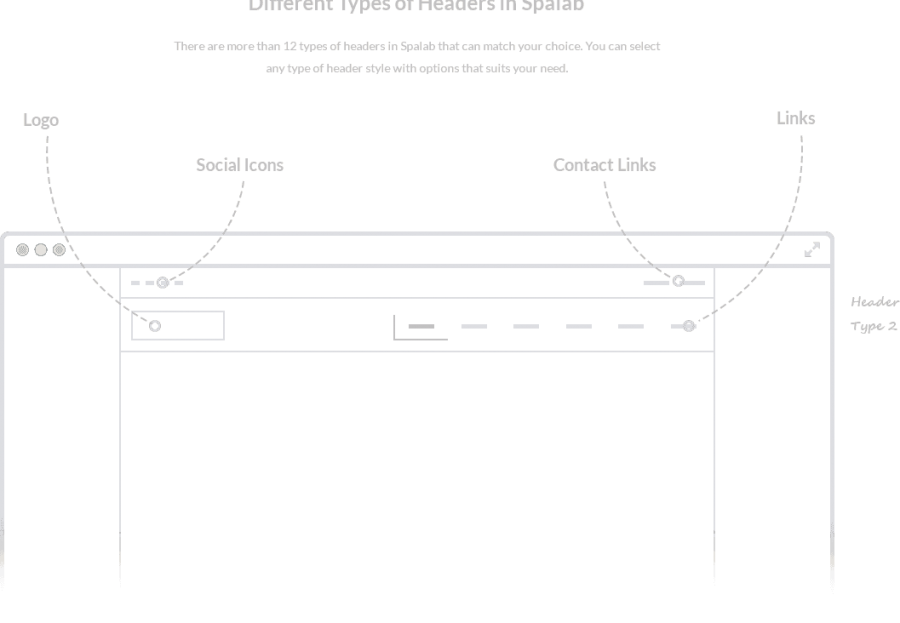 Different Types of Headers in Spalab
There are more than 12 types of headers in Spalab that can match your choice. You can select
any type of header style with options that suits your need.
Logo
Links
Social Icons
Contact Links
Header
Type 2